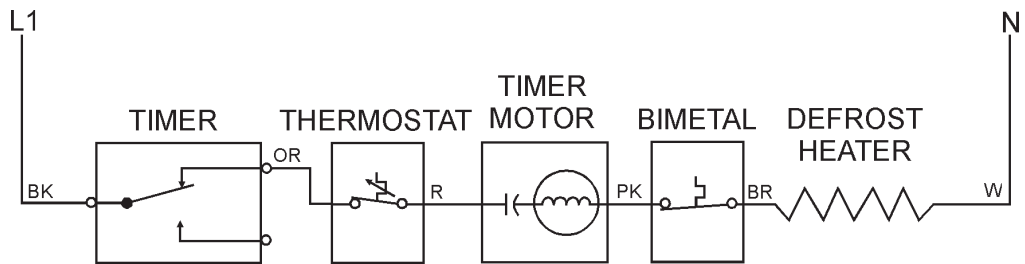 L1
N
TIMER
THERMOSTAT
TIMER
MOTOR
BIMETAL
DEFROST
HEATER
BK
OR
R
PK
BR
W